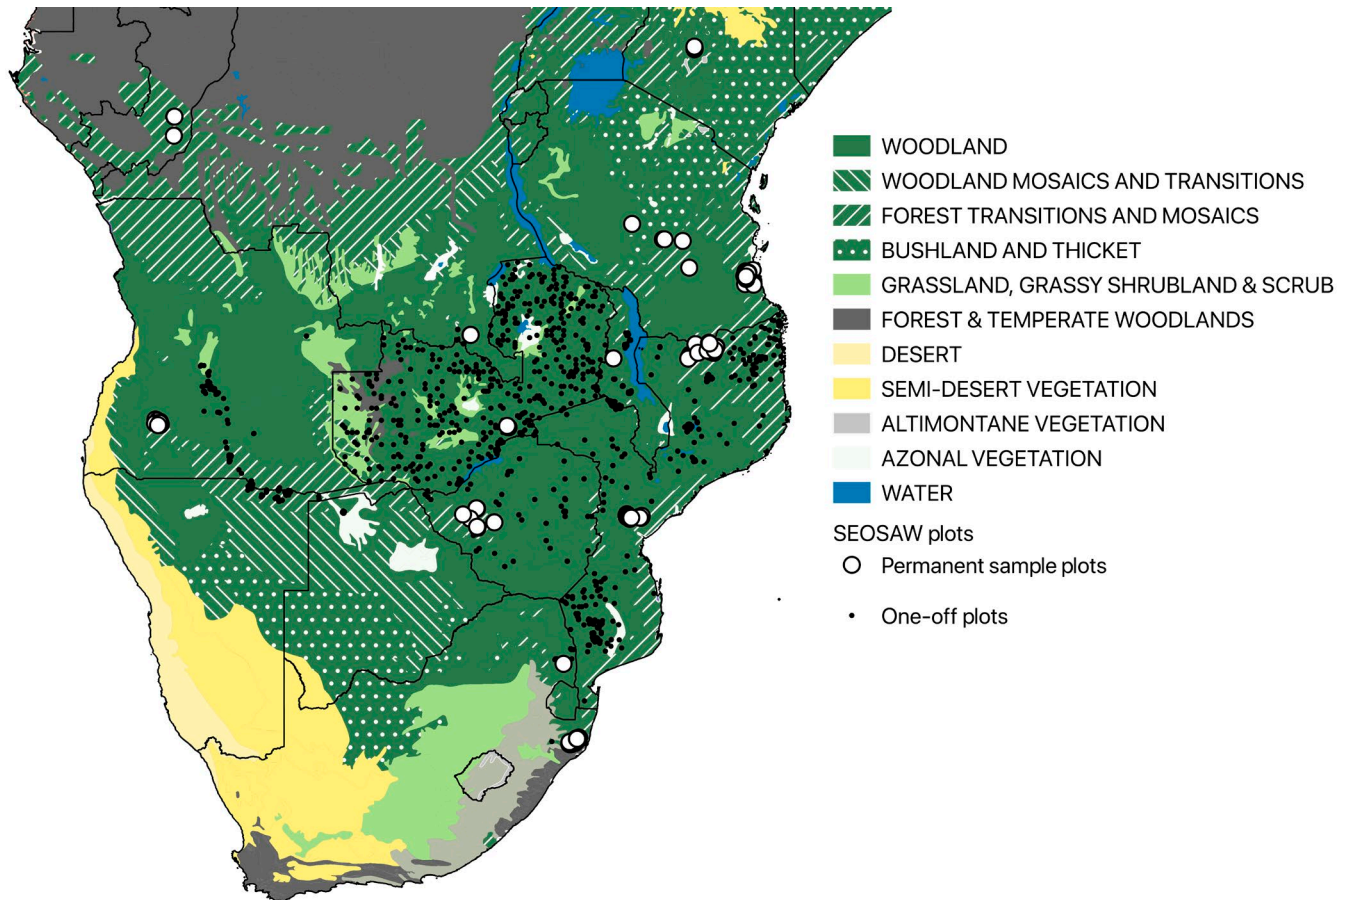 WOODLAND
WOODLAND MOSAICS AND TRANSITIONS
FOREST TRANSITIONS AND MOSAICS
BUSHLAND AND THICKET
GRASSLAND, GRASSY SHRUBLAND & SCRUB
FOREST & TEMPERATE WOODLANDS
DESERT
SEMI-DESERT VEGETATION
ALTIMONTANE VEGETATION
AZONAL VEGETATION
WATER
SEOSAW plots
Permanent sample plots
One-off plots